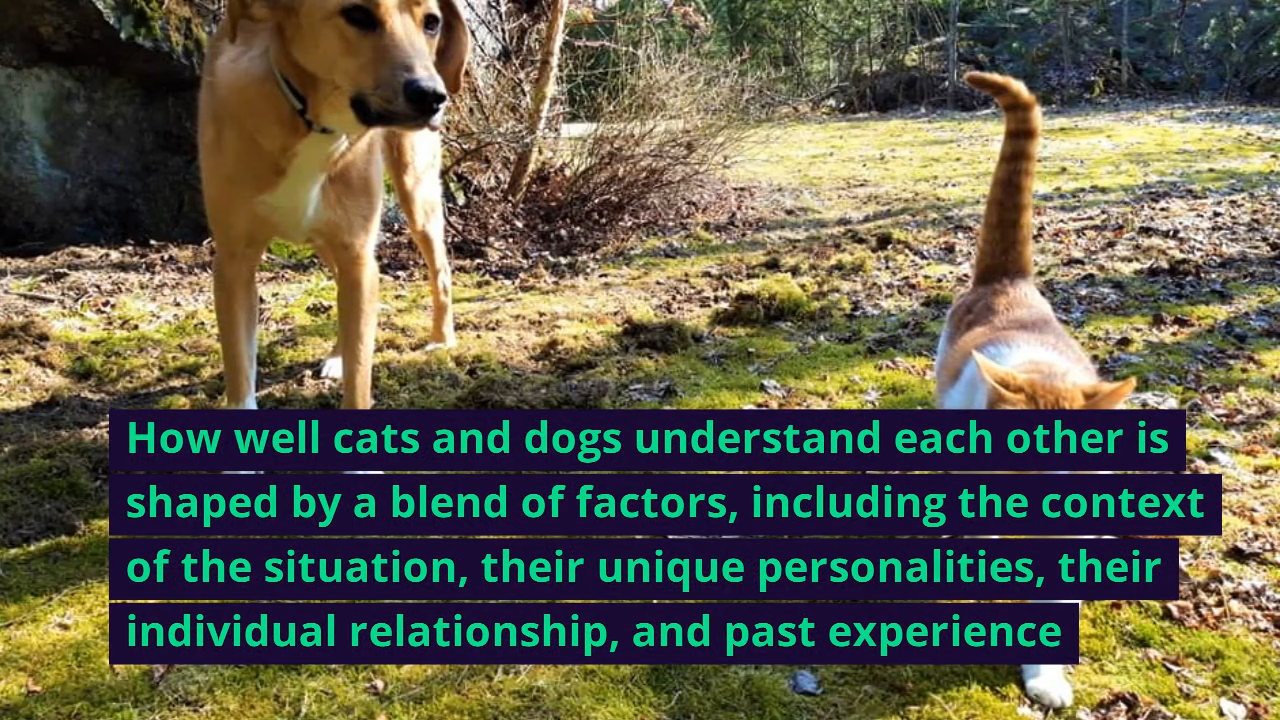 How well cats and dogs understand each other is
shaped by a blend of factors, including the context
of the situation, their unique personalities, their
individual relationship, and past experience